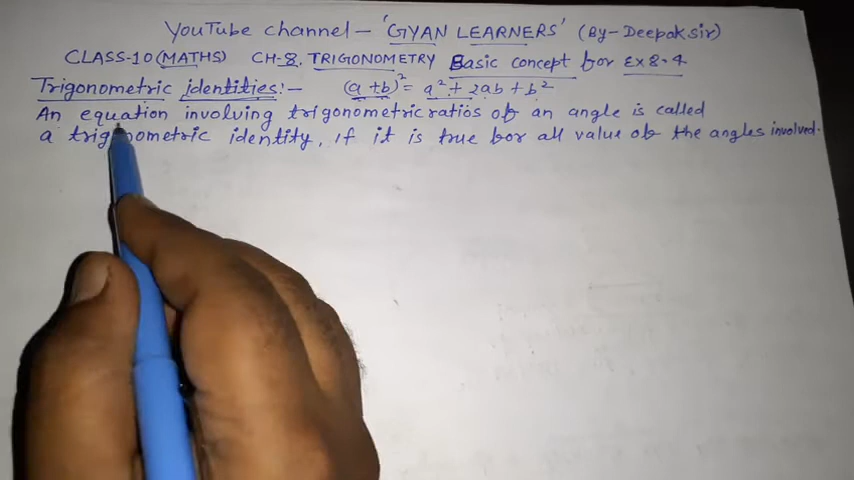 YouTube channel - 'GYAN LEARNERS' (By-Deepak sir)
CLASS-10 (MATHS) CH-8. TRIGONOMETRY Basic concept for Ex 8.4
Trigonometric identities:- (a+b)² = a² + 2ab + b²
An equation involving trigonometric ratios of an angle is called
a trigonometric identity, if it is true for all value of the angles involved.